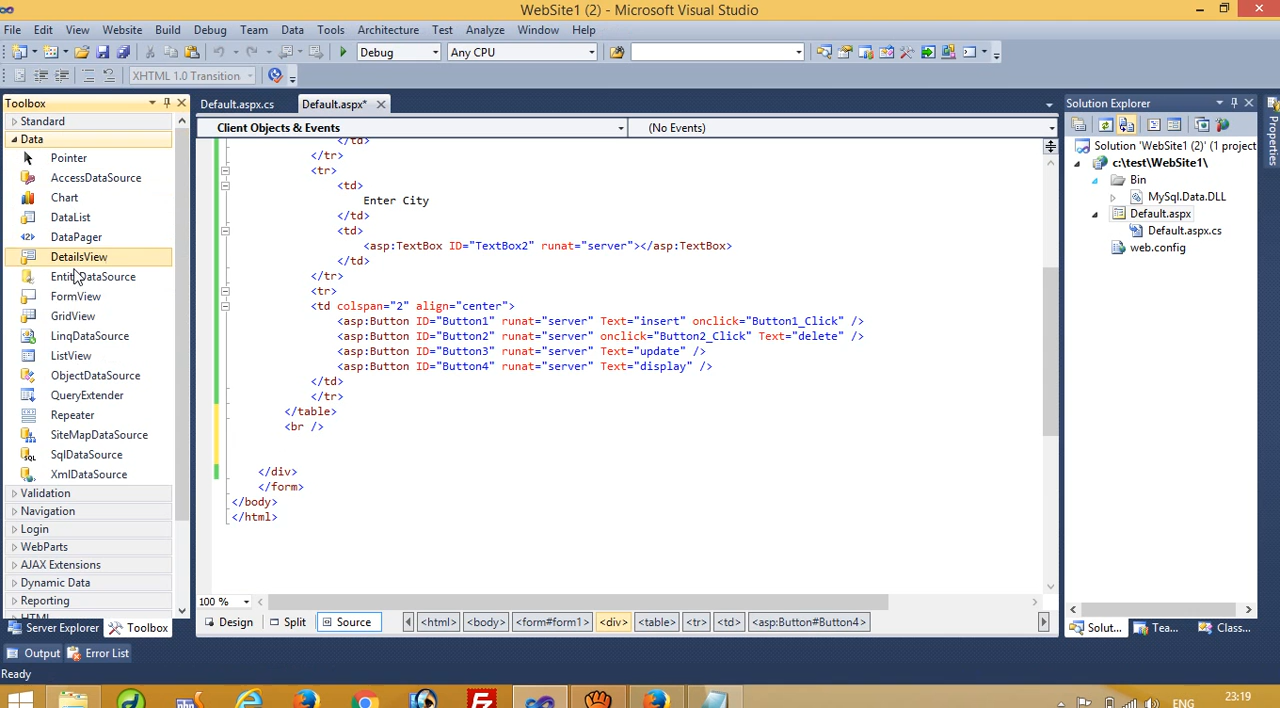 WebSite1 (2) - Microsoft Visual Studio
File Edit View Website Build Debug Team Data Tools Architecture Test Analyze Window Help
Debug Any CPU
XHTML 1.0 Transition
Toolbox
Standard
Data
Pointer
AccessDataSource
Chart
DataList
DataPager
DetailsView
EntityDataSource
FormView
GridView
LinqDataSource
ListView
ObjectDataSource
QueryExtender
Repeater
SiteMapDataSource
SqlDataSource
XmlDataSource
Validation
Navigation
Login
WebParts
AJAX Extensions
Dynamic Data
Reporting
HTML
Server Explorer Toolbox
Default.aspx.cs Default.aspx*
Client Objects & Events (No Events)
</td>
</tr>
<tr>
<td>
Enter City
</td>
<td>
<asp:TextBox ID="TextBox2" runat="server"></asp:TextBox>
</td>
</tr>
<tr>
<td colspan="2" align="center">
<asp:Button ID="Button1" runat="server" Text="insert" onclick="Button1_Click" />
<asp:Button ID="Button2" runat="server" onclick="Button2_Click" Text="delete" />
<asp:Button ID="Button3" runat="server" Text="update" />
<asp:Button ID="Button4" runat="server" Text="display" />
</td>
</tr>
</table>
<br />
</div>
</form>
</body>
</html>
100 %
Design Split Source <html> <body> <form#form1> <div> <table> <tr> <td> <asp:Button#Button4>
Solution Explorer
Solution 'WebSite1 (2)' (1 project
c:\test\WebSite1\
Bin
MySql.Data.DLL
Default.aspx
Default.aspx.cs
web.config
Solut... Tea... Class...
Properties
Output Error List
Ready
php
ENG
23:19